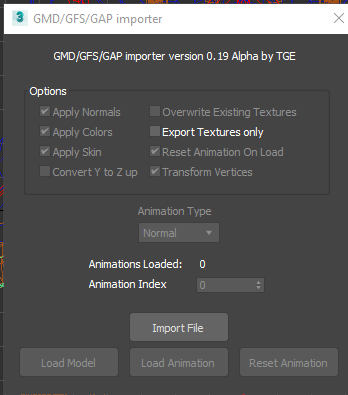 3 GMD/GFS/GAP importer
GMD/GFS/GAP importer version 0.19 Alpha by TGE
Options
Apply Normals Overwrite Existing Textures
Apply Colors Export Textures only
Apply Skin Reset Animation On Load
Convert Y to Z up Transform Vertices
Animation Type
Normal
Animations Loaded: 0
Animation Index 0
Import File
Load Model Load Animation Reset Animation